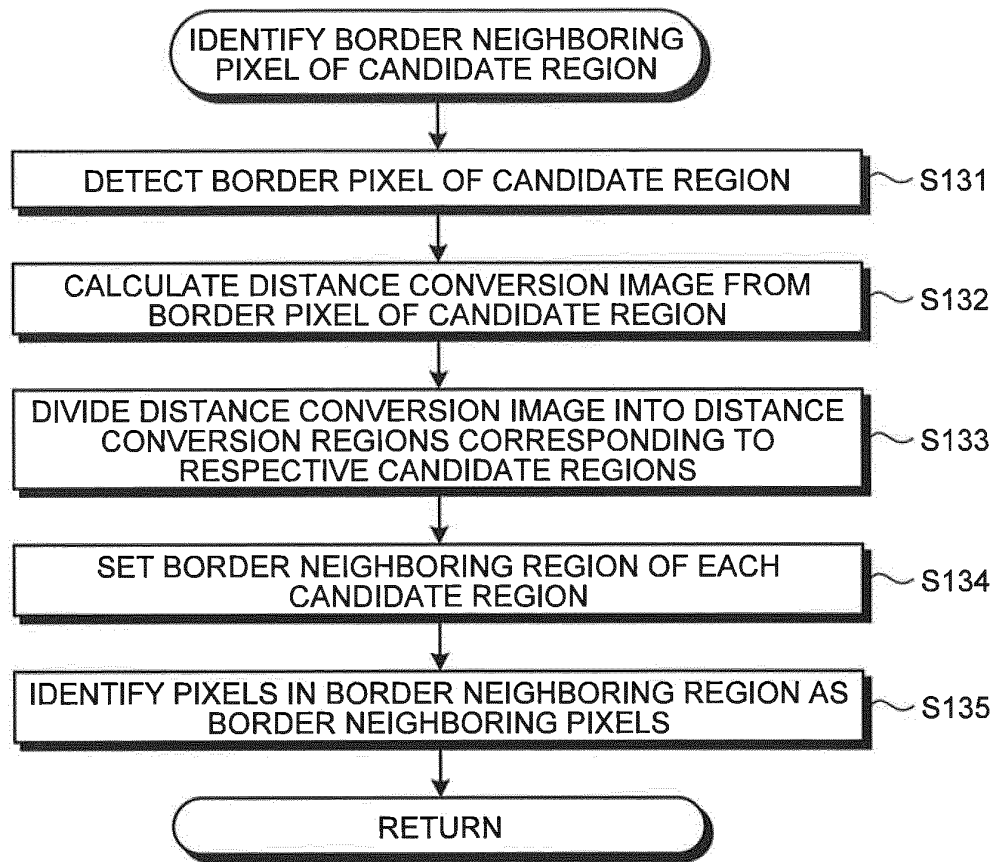 IDENTIFY BORDER NEIGHBORING
PIXEL OF CANDIDATE REGION
DETECT BORDER PIXEL OF CANDIDATE REGION
S131
CALCULATE DISTANCE CONVERSION IMAGE FROM
BORDER PIXEL OF CANDIDATE REGION
S132
DIVIDE DISTANCE CONVERSION IMAGE INTO DISTANCE
CONVERSION REGIONS CORRESPONDING TO
RESPECTIVE CANDIDATE REGIONS
S133
SET BORDER NEIGHBORING REGION OF EACH
CANDIDATE REGION
S134
IDENTIFY PIXELS IN BORDER NEIGHBORING REGION AS
BORDER NEIGHBORING PIXELS
S135
RETURN